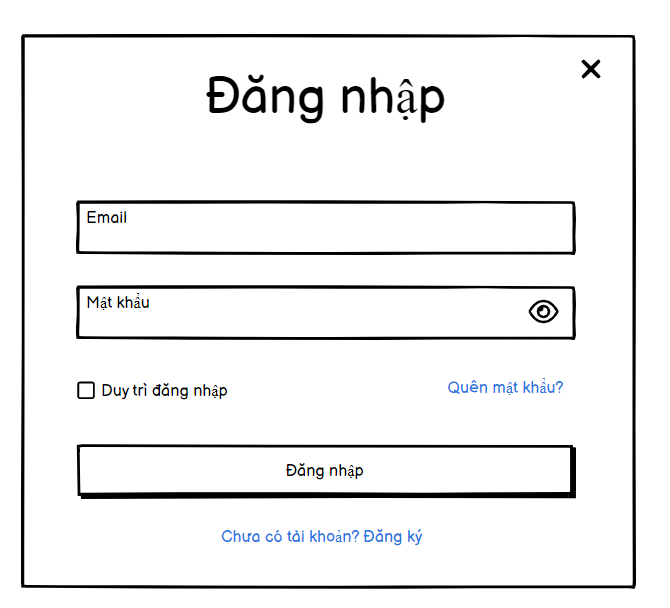 Đăng nhập
Email
Mật khẩu
Duy trì đăng nhập
Quên mật khẩu?
Đăng nhập
Chưa có tài khoản? Đăng ký